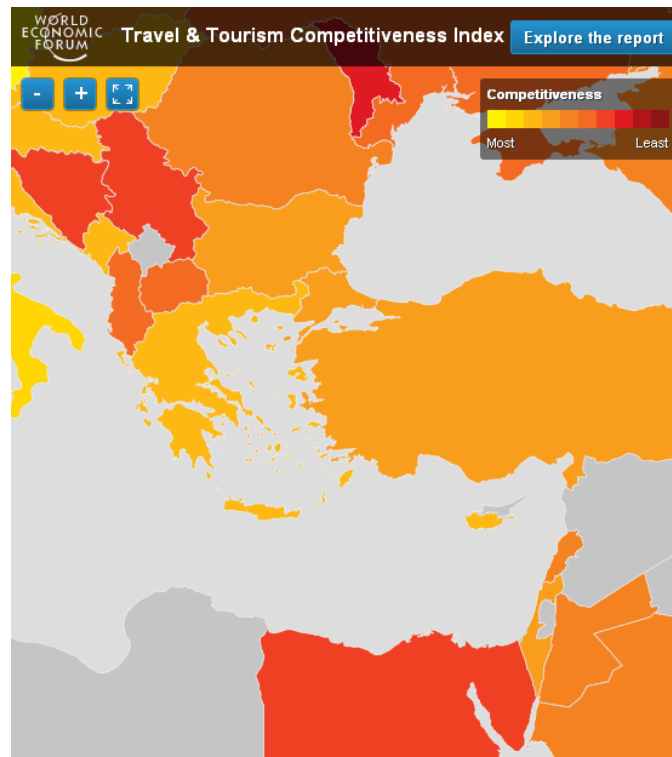 WORLD
ECONOMIC
FORUM
Travel & Tourism Competitiveness Index
Explore the report
-
+
Competitiveness
Most Least